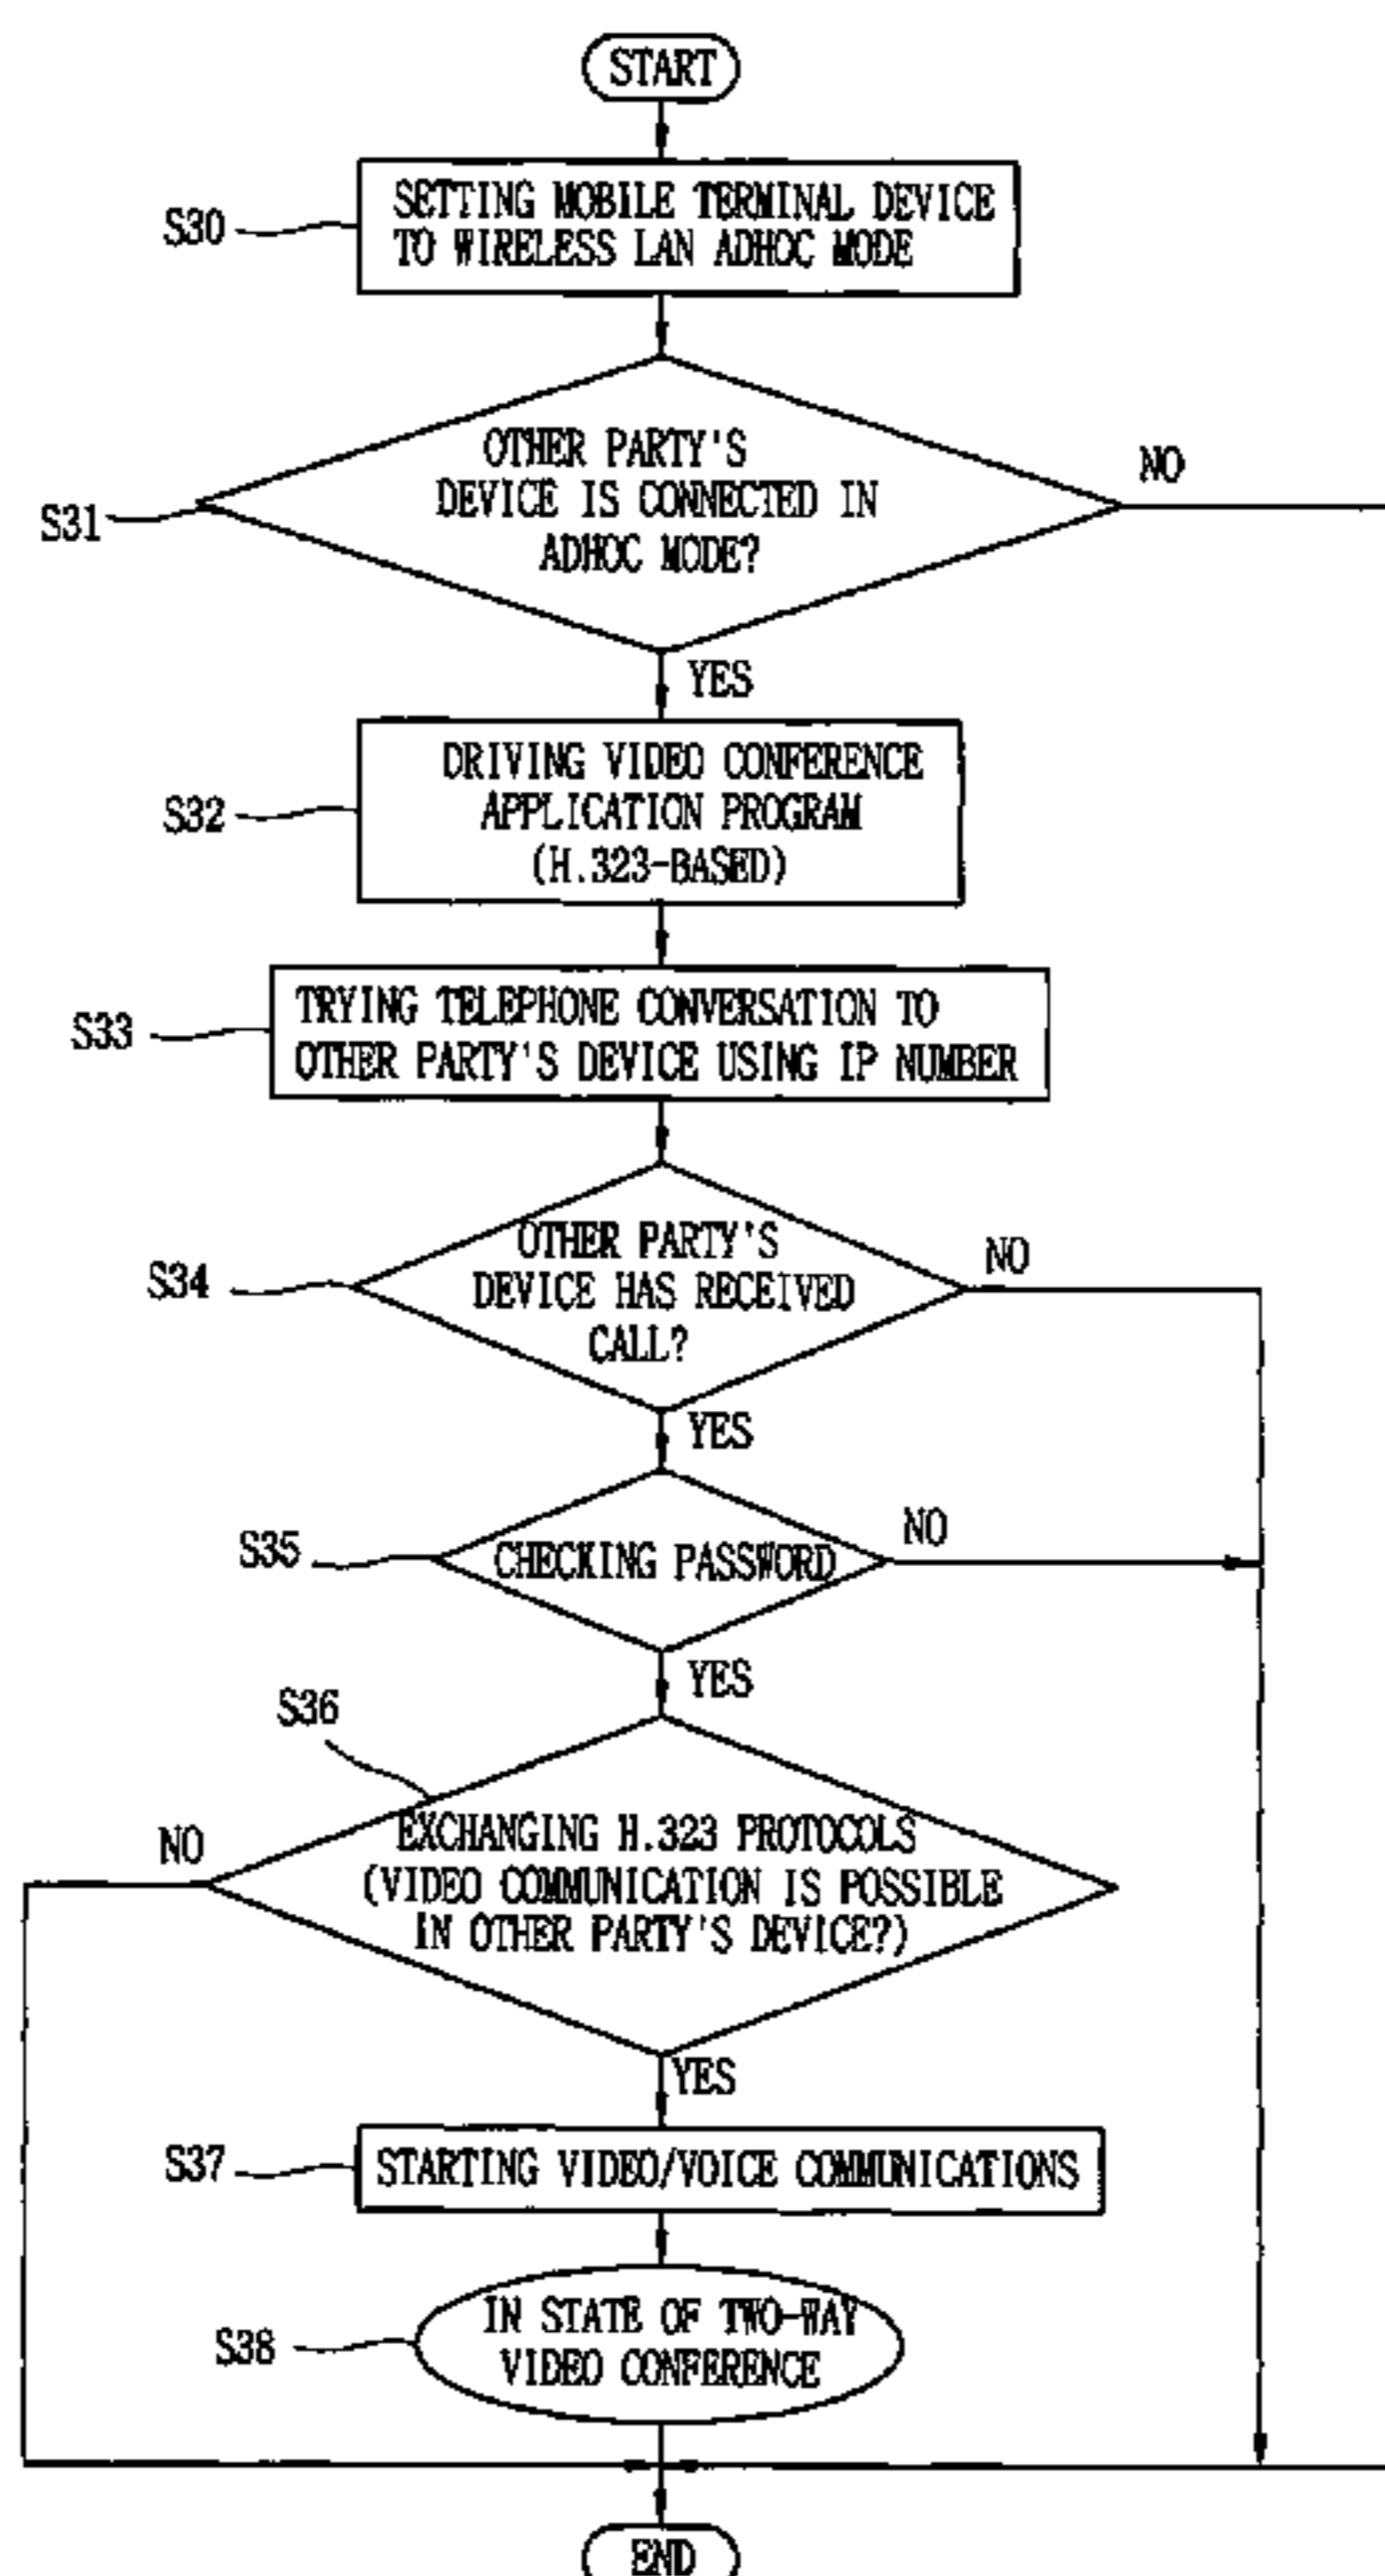 START
S30
SETTING MOBILE TERMINAL DEVICE
TO WIRELESS LAN ADHOC MODE
S31
OTHER PARTY'S
DEVICE IS CONNECTED IN
ADHOC MODE?
NO
YES
S32
DRIVING VIDEO CONFERENCE
APPLICATION PROGRAM
(H.323-BASED)
S33
TRYING TELEPHONE CONVERSATION TO
OTHER PARTY'S DEVICE USING IP NUMBER
S34
OTHER PARTY'S
DEVICE HAS RECEIVED
CALL?
NO
YES
S35
CHECKING PASSWORD
NO
YES
S36
NO
EXCHANGING H.323 PROTOCOLS
(VIDEO COMMUNICATION IS POSSIBLE
IN OTHER PARTY'S DEVICE?)
YES
S37
STARTING VIDEO/VOICE COMMUNICATIONS
S38
IN STATE OF TWO-WAY
VIDEO CONFERENCE
END